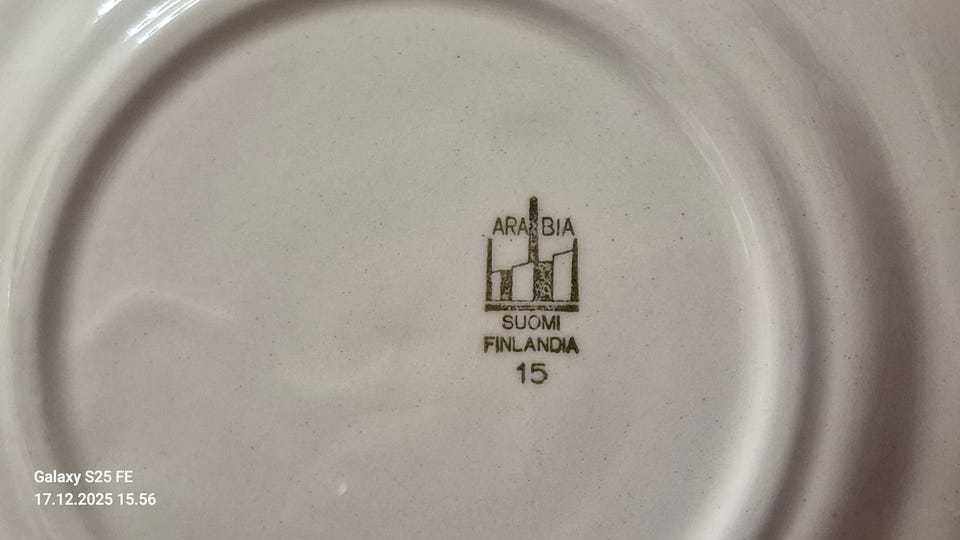 ARABIA
SUOMI
FINLANDIA
15
Galaxy S25 FE
17.12.2025 15.56